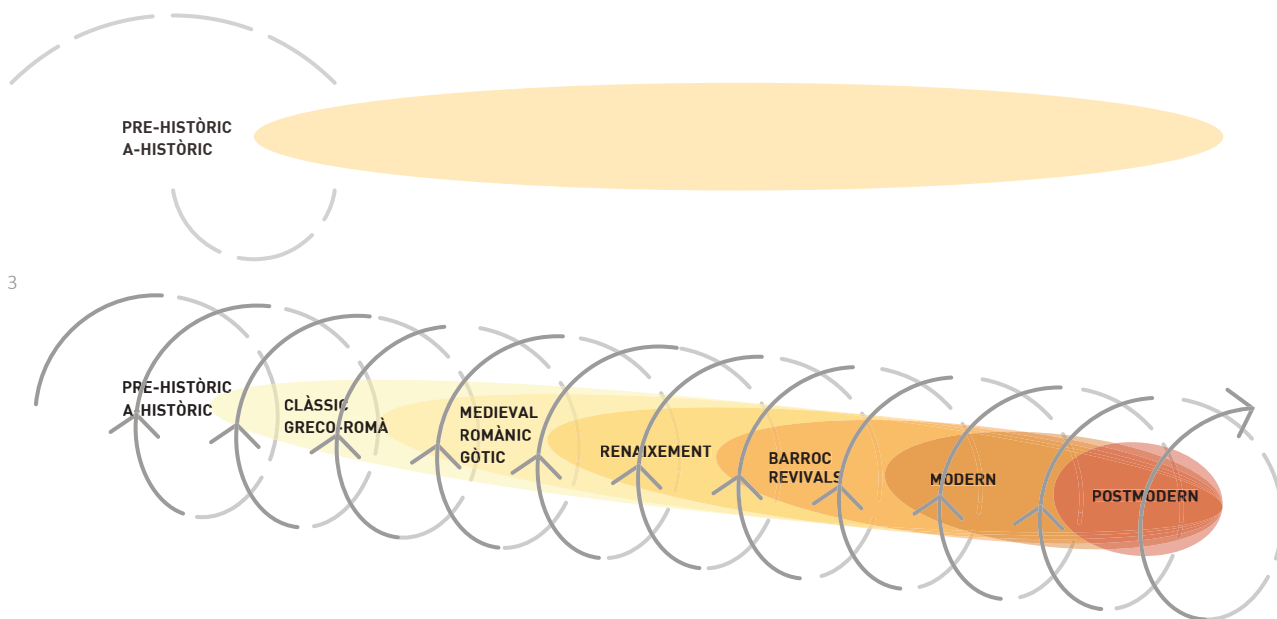 PRE-HISTÒRIC
A-HISTÒRIC
3
PRE-HISTÒRIC
A-HISTÒRIC
CLÀSSIC
GRECO-ROMÀ
MEDIEVAL
ROMÀNIC
GÒTIC
RENAIXEMENT
BARROC
REVIVALS
MODERN
POSTMODERN